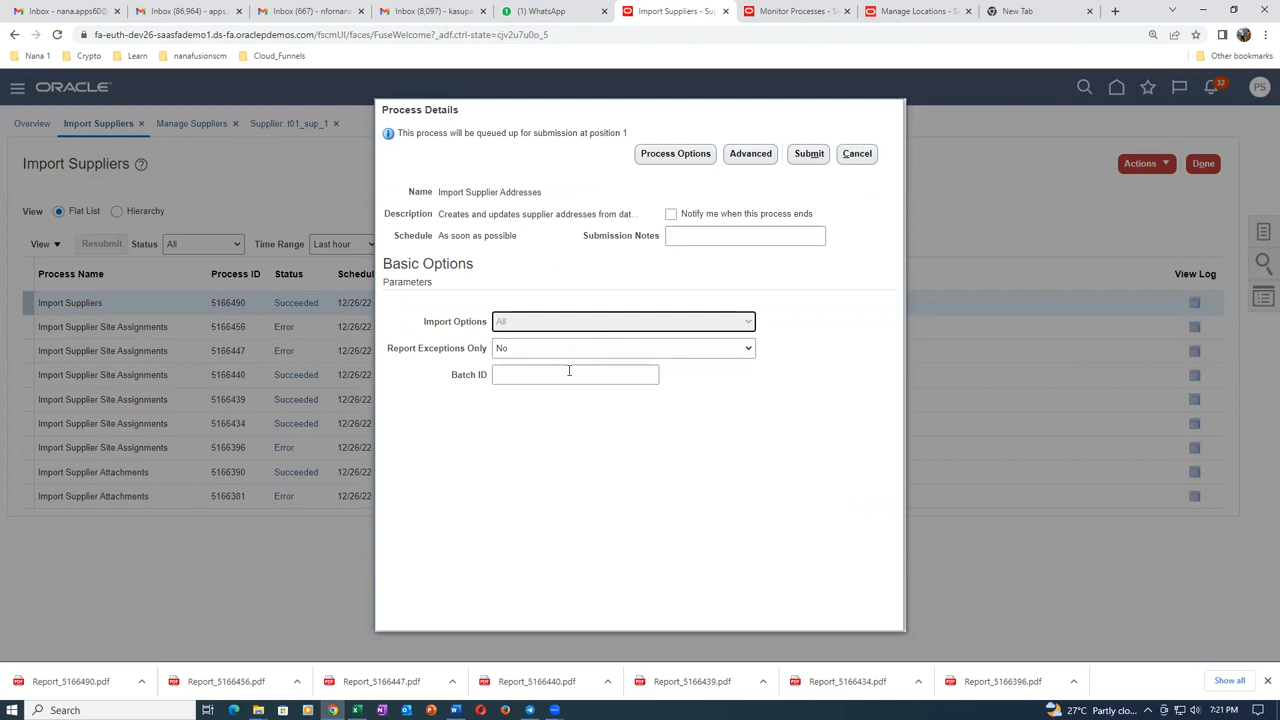 Inbox - nana.apps60@
Inbox (86,964) - apps.
Inbox (667) - nfornana
Inbox (8,097) - kasupa
(1) WhatsApp
Import Suppliers - Su
Monitor Processes - S
Manage Locations - S
New Tab
fa-euth-dev26-saasfademo1.ds-fa.oraclepdemos.com/fscmUI/faces/FuseWelcome?_adf.ctrl-state=cjv2u7u0o_5
Nana 1
Crypto
Learn
nanafusionscm
Cloud_Funnels
Other bookmarks
ORACLE
32
PS
Overview
Import Suppliers
Manage Suppliers
Supplier: t01_sup_1
Import Suppliers
Actions
Done
View
Flat List
Hierarchy
View
Resubmit
Status
All
Time Range
Last hour
Process Name
Process ID
Status
Schedu
View Log
Import Suppliers 5166490 Succeeded 12/26/22
Import Supplier Site Assignments 5166456 Error 12/26/22
Import Supplier Site Assignments 5166447 Error 12/26/22
Import Supplier Site Assignments 5166440 Succeeded 12/26/22
Import Supplier Site Assignments 5166439 Succeeded 12/26/22
Import Supplier Site Assignments 5166434 Succeeded 12/26/22
Import Supplier Site Assignments 5166396 Error 12/26/22
Import Supplier Attachments 5166390 Succeeded 12/26/22
Import Supplier Attachments 5166381 Error 12/26/22
Process Details
This process will be queued up for submission at position 1
Process Options
Advanced
Submit
Cancel
Name Import Supplier Addresses
Description Creates and updates supplier addresses from dat...
Notify me when this process ends
Schedule As soon as possible
Submission Notes
Basic Options
Parameters
Import Options All
Report Exceptions Only No
Batch ID
Report_5166490.pdf
Report_5166456.pdf
Report_5166447.pdf
Report_5166440.pdf
Report_5166439.pdf
Report_5166434.pdf
Report_5166396.pdf
Show all
Search
27°C Partly clo...
ENG
7:21 PM